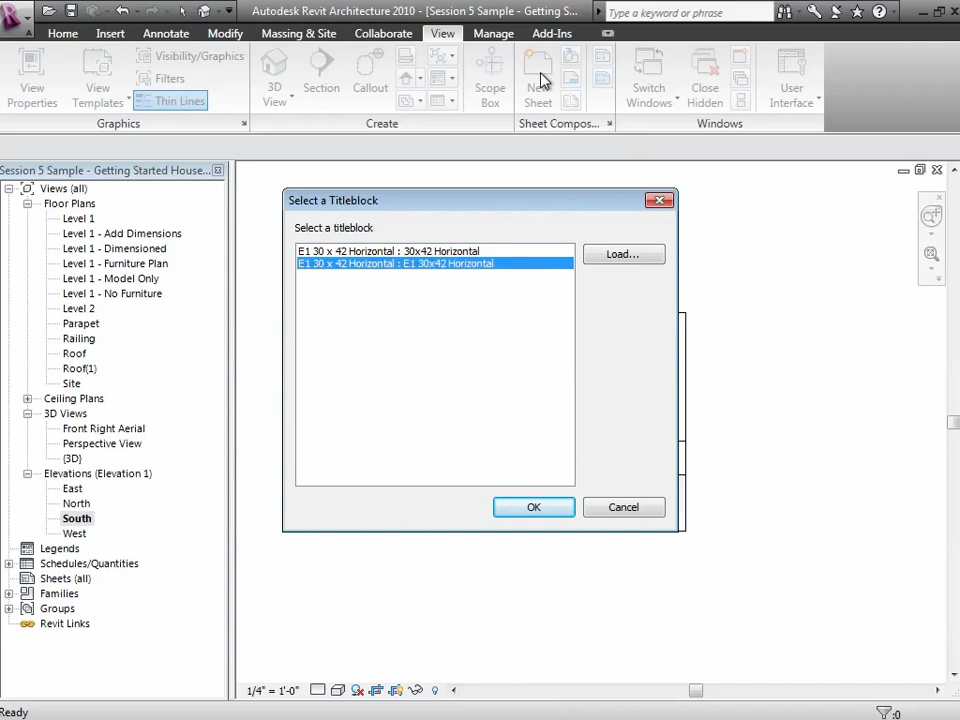 Autodesk Revit Architecture 2010 - [Session 5 Sample - Getting S...
Type a keyword or phrase
Home Insert Annotate Modify Massing & Site Collaborate View Manage Add-Ins
View Properties
View Templates
Visibility/Graphics
Filters
Thin Lines
3D View
Section
Callout
Scope Box
New Sheet
Switch Windows
Close Hidden
User Interface
Graphics
Create
Sheet Compos...
Windows
Session 5 Sample - Getting Started House...
Views (all)
Floor Plans
Level 1
Level 1 - Add Dimensions
Level 1 - Dimensioned
Level 1 - Furniture Plan
Level 1 - Model Only
Level 1 - No Furniture
Level 2
Parapet
Railing
Roof
Roof(1)
Site
Ceiling Plans
3D Views
Front Right Aerial
Perspective View
{3D}
Elevations (Elevation 1)
East
North
South
West
Legends
Schedules/Quantities
Sheets (all)
Families
Groups
Revit Links
Select a Titleblock
Select a titleblock
E1 30 x 42 Horizontal : 30x42 Horizontal
E1 30 x 42 Horizontal : E1 30x42 Horizontal
Load...
OK
Cancel
1/4" = 1'-0"
Ready
:0